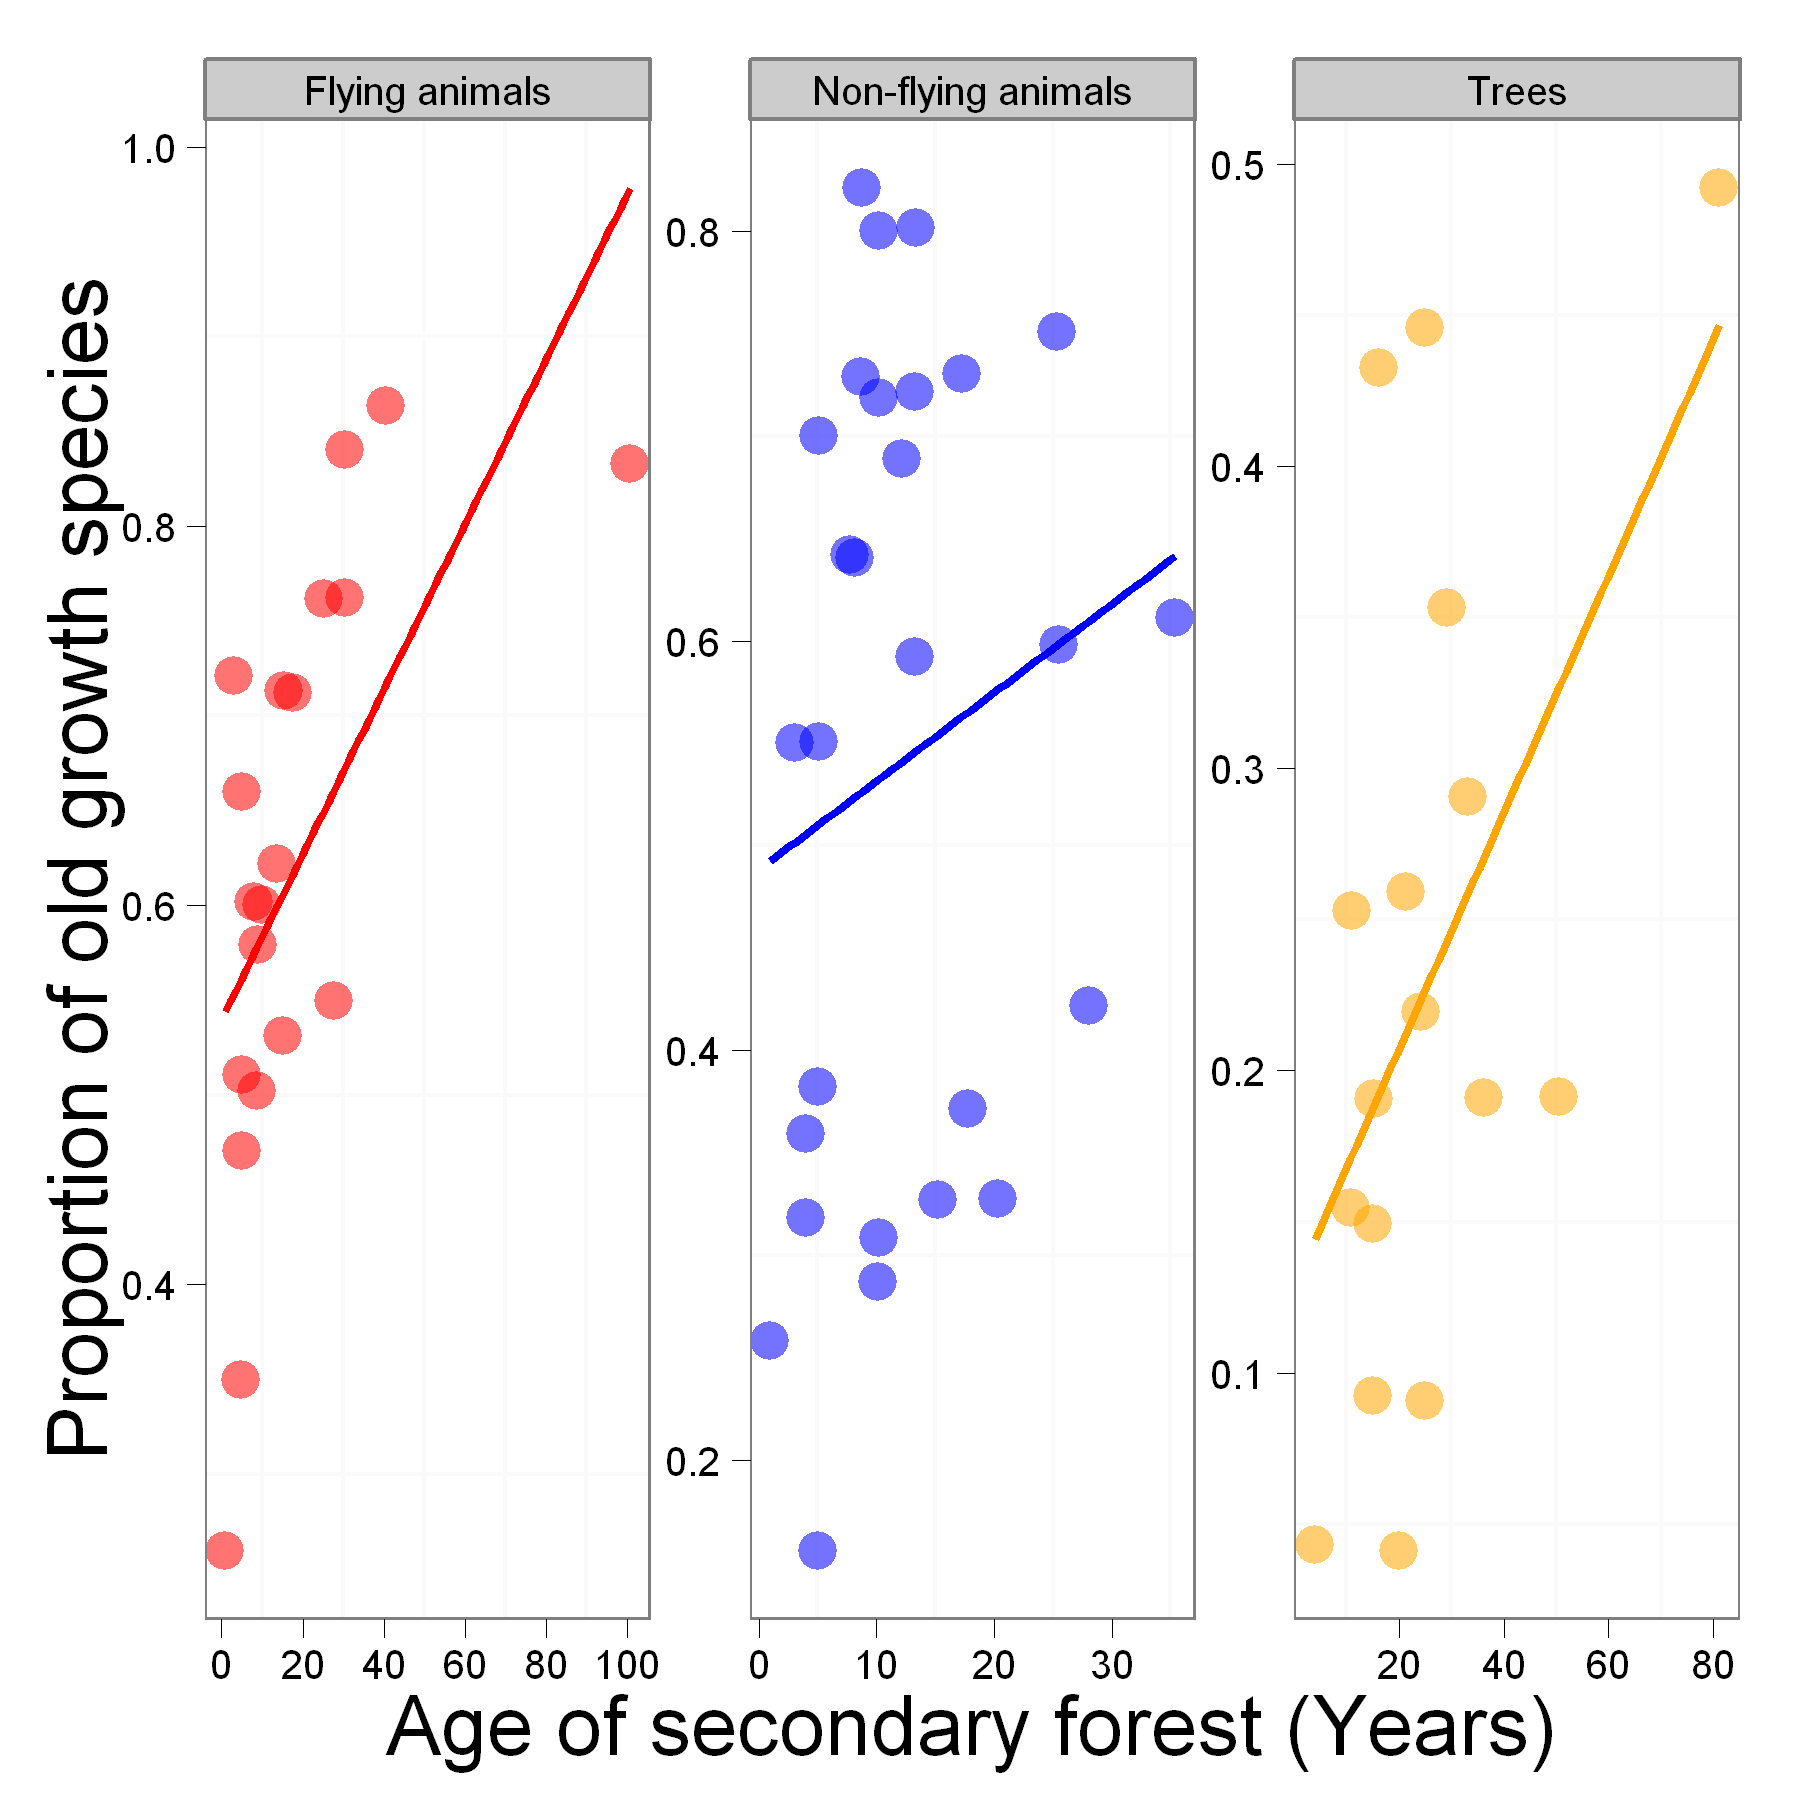 Flying animals
Non-flying animals
Trees
Proportion of old growth species
1.0
0.8
0.6
0.4
0.8
0.6
0.4
0.2
0.5
0.4
0.3
0.2
0.1
0 20 40 60 80 100
0 10 20 30
20 40 60 80
Age of secondary forest (Years)